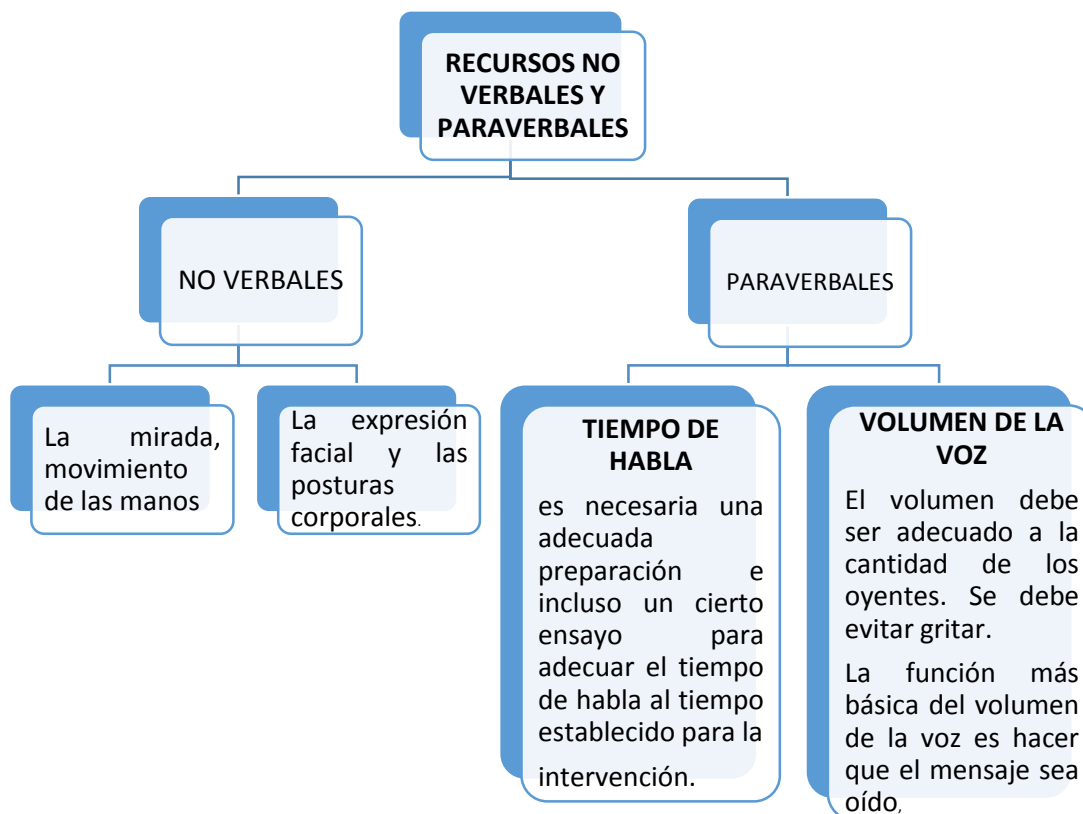 RECURSOS NO
VERBALES Y
PARAVERBALES
NO VERBALES
PARAVERBALES
La mirada,
movimiento
de las manos
La expresión
facial y las
posturas
corporales.
TIEMPO DE
HABLA
es necesaria una
adecuada
preparación e
incluso un cierto
ensayo para
adecuar el tiempo
de habla al tiempo
establecido para la
intervención.
VOLUMEN DE LA
VOZ
El volumen debe
ser adecuado a la
cantidad de los
oyentes. Se debe
evitar gritar.
La función más
básica del volumen
de la voz es hacer
que el mensaje sea
oído,